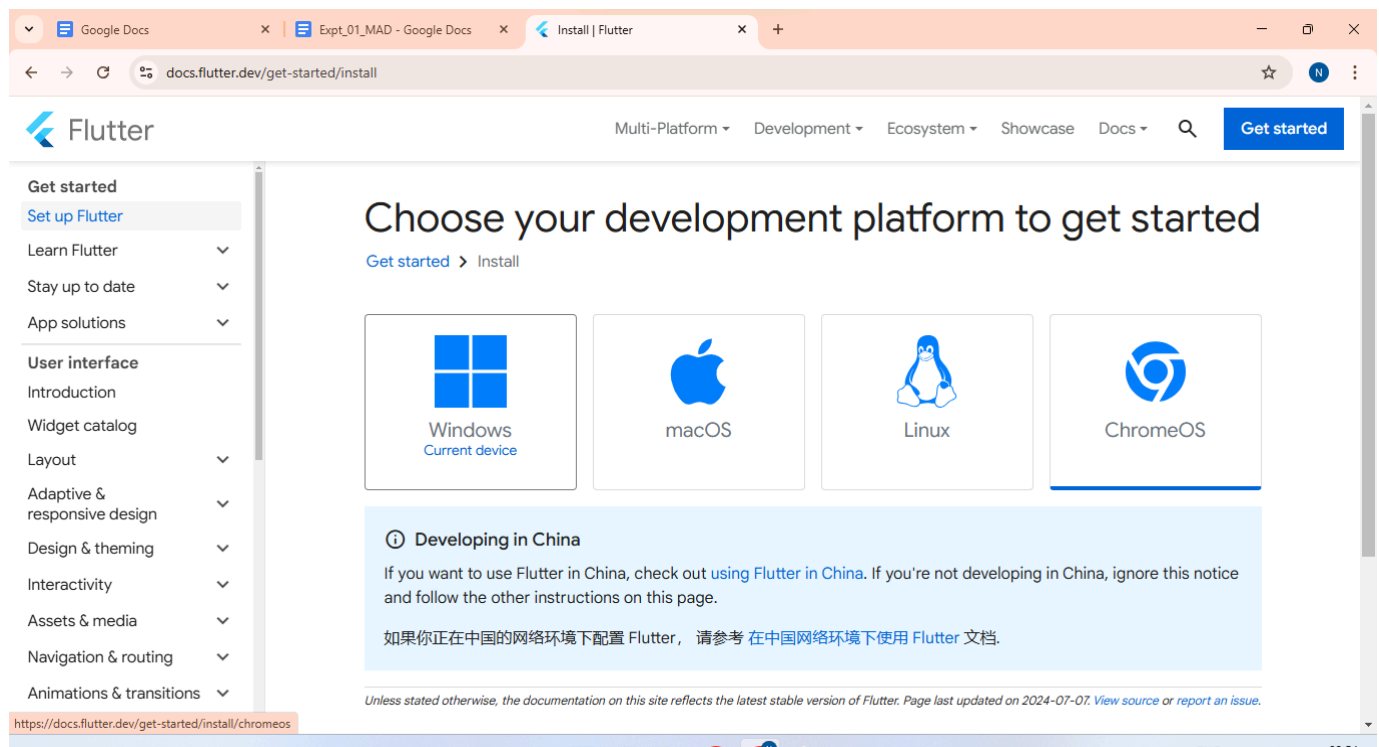 Google Docs
Expt_01_MAD - Google Docs
Install | Flutter
docs.flutter.dev/get-started/install
N
Flutter
Multi-Platform
Development
Ecosystem
Showcase
Docs
Get started
Get started
Set up Flutter
Learn Flutter
Stay up to date
App solutions
User interface
Introduction
Widget catalog
Layout
Adaptive &
responsive design
Design & theming
Interactivity
Assets & media
Navigation & routing
Animations & transitions
https://docs.flutter.dev/get-started/install/chromeos
Choose your development platform to get started
Get started > Install
Windows
Current device
macOS
Linux
ChromeOS
Developing in China
If you want to use Flutter in China, check out using Flutter in China. If you're not developing in China, ignore this notice
and follow the other instructions on this page.
如果你正在中国的网络环境下配置 Flutter， 请参考 在中国网络环境下使用 Flutter 文档.
Unless stated otherwise, the documentation on this site reflects the latest stable version of Flutter. Page last updated on 2024-07-07. View source or report an issue.